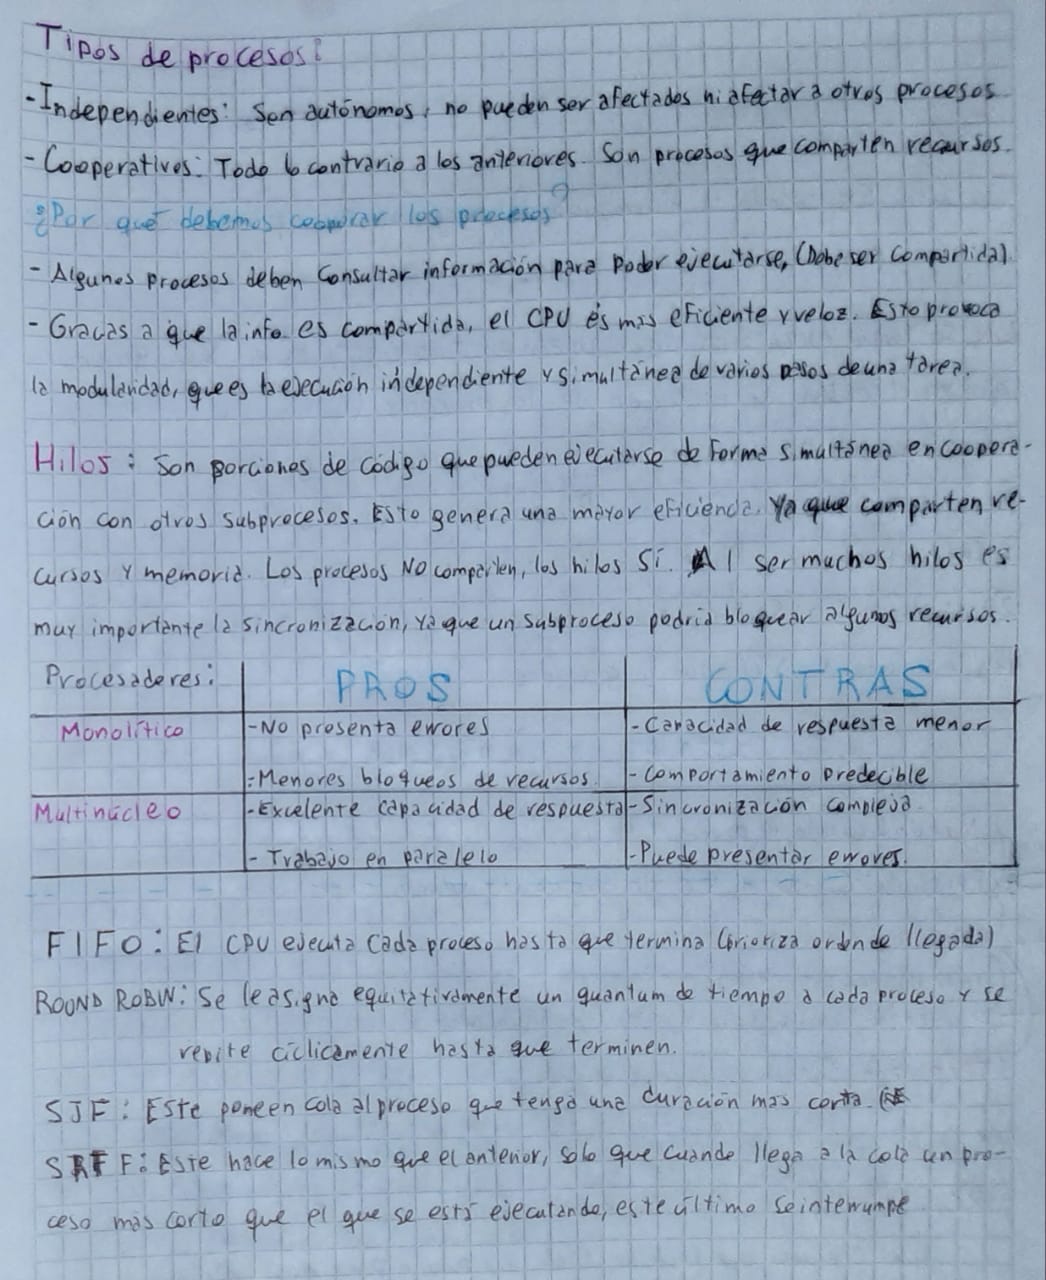 Tipos de procesos:
- Independientes: Son autónomos, no pueden ser afectados ni afectar a otros procesos
- Cooperativos: Todo lo contrario a los anteriores. Son procesos que comparten recursos.
¿Por qué debemos cooperar los procesos?
- Algunos procesos deben consultar información para poder ejecutarse, (Debe ser compartida)
- Gracias a que la info es compartida, el CPU es más eficiente y veloz. Esto provoca
la modularidad, que es la ejecución independiente y simultánea de varios pasos de una tarea.
Hilos: Son porciones de código que pueden ejecutarse de forma simultánea en coopera-
ción con otros subprocesos. Esto genera una mayor eficiencia. Ya que comparten re-
cursos y memoria. Los procesos NO comparten, los hilos SÍ. Al ser muchos hilos es
muy importante la sincronización, ya que un subproceso podría bloquear algunos recursos.
Procesadores: PROS CONTRAS
Monolítico -No presenta errores -Capacidad de respuesta menor
-Menores bloqueos de recursos. -Comportamiento predecible
Multinúcleo -Excelente capacidad de respuesta -Sincronización compleja
-Trabajo en paralelo -Puede presentar errores.
FIFO: El CPU ejecuta cada proceso hasta que termina (prioriza orden de llegada)
ROUND ROBIN: Se le asigna equitativamente un quantum de tiempo a cada proceso y se
repite cíclicamente hasta que terminen.
SJF: Este pone en cola al proceso que tenga una duración más corta.
SRTF: Este hace lo mismo que el anterior, solo que cuando llega a la cola un pro-
ceso más corto que el que se está ejecutando, este último se interrumpe